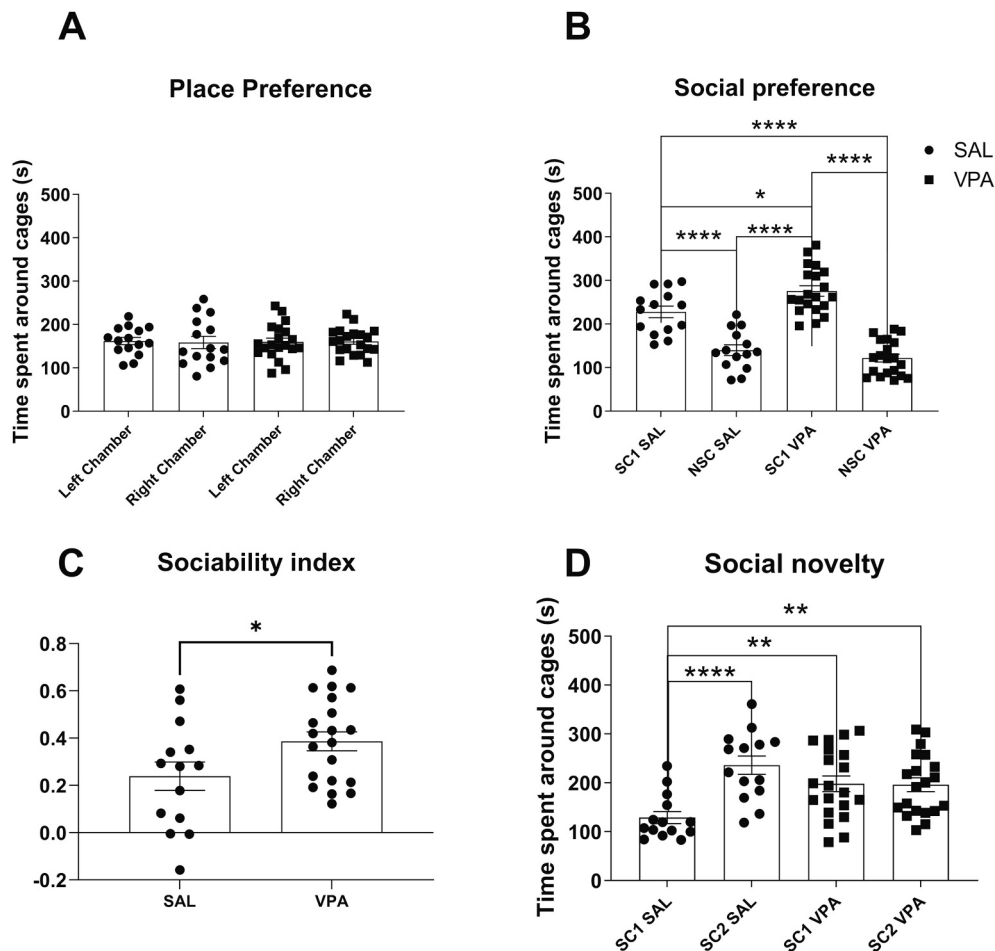 A
Place Preference
Time spent around cages (s)
500
400
300
200
100
0
Left Chamber
Right Chamber
Left Chamber
Right Chamber
B
Social preference
****
****
*
****
****
SAL
VPA
Time spent around cages (s)
500
400
300
200
100
0
SC1 SAL
NSC SAL
SC1 VPA
NSC VPA
C
Sociability index
*
0.8
0.6
0.4
0.2
0.0
-0.2
SAL
VPA
D
Social novelty
**
**
****
Time spent around cages (s)
500
400
300
200
100
0
SC1 SAL
SC2 SAL
SC1 VPA
SC2 VPA